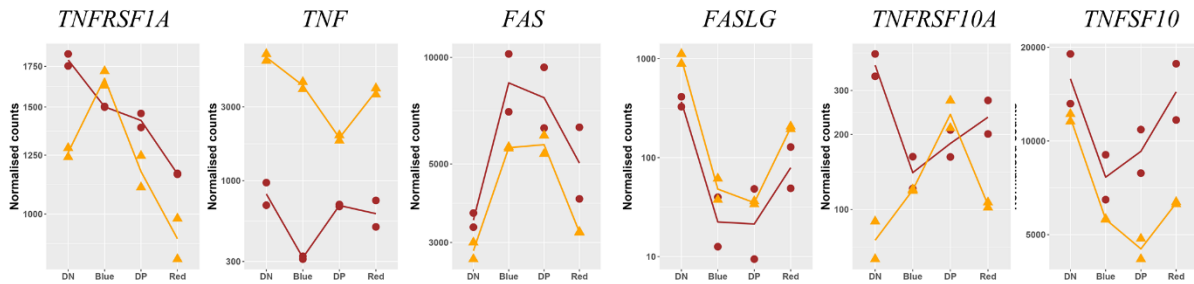 TNFRSF1A
Normalised counts
1750
1500
1250
1000
DN Blue DP Red
TNF
Normalised counts
3000
1000
300
DN Blue DP Red
FAS
Normalised counts
10000
5000
3000
DN Blue DP Red
FASLG
Normalised counts
1000
100
10
DN Blue DP Red
TNFRSF10A
Normalised counts
300
200
100
DN Blue DP Red
TNFSF10
Normalised counts
20000
10000
5000
DN Blue DP Red